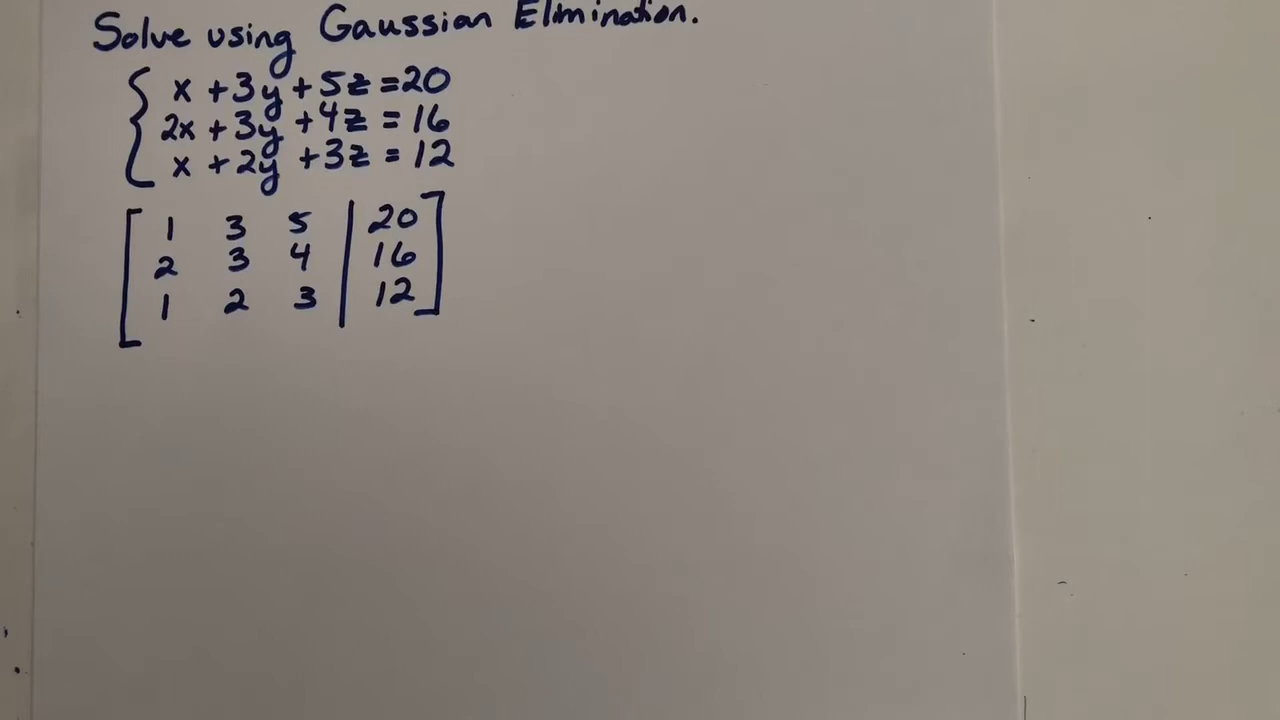 Solve using Gaussian Elimination.
x + 3y + 5z = 20
2x + 3y + 4z = 16
x + 2y + 3z = 12
1 3 5 | 20
2 3 4 | 16
1 2 3 | 12